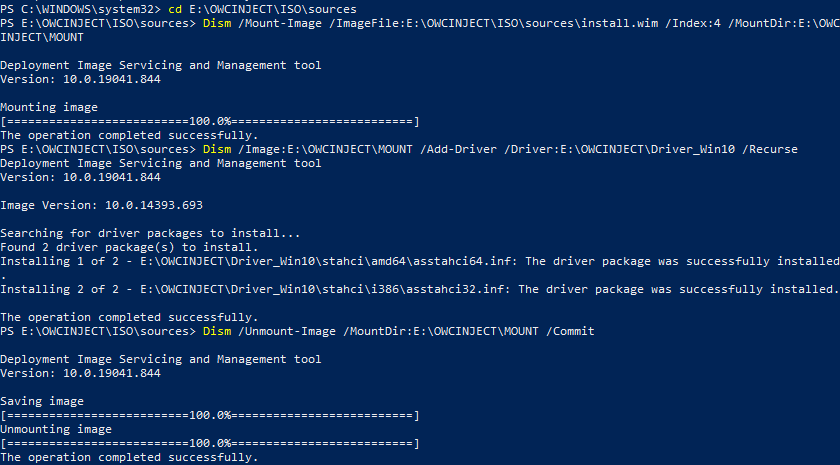 PS C:\WINDOWS\system32> cd E:\OWCINJECT\ISO\sources
PS E:\OWCINJECT\ISO\sources> Dism /Mount-Image /ImageFile:E:\OWCINJECT\ISO\sources\install.wim /Index:4 /MountDir:E:\OWC
INJECT\MOUNT
Deployment Image Servicing and Management tool
Version: 10.0.19041.844
Mounting image
[==========================100.0%==========================]
The operation completed successfully.
PS E:\OWCINJECT\ISO\sources> Dism /Image:E:\OWCINJECT\MOUNT /Add-Driver /Driver:E:\OWCINJECT\Driver_Win10 /Recurse
Deployment Image Servicing and Management tool
Version: 10.0.19041.844
Image Version: 10.0.14393.693
Searching for driver packages to install...
Found 2 driver package(s) to install.
Installing 1 of 2 - E:\OWCINJECT\Driver_Win10\stahci\amd64\asstahci64.inf: The driver package was successfully installed
.
Installing 2 of 2 - E:\OWCINJECT\Driver_Win10\stahci\i386\asstahci32.inf: The driver package was successfully installed.
The operation completed successfully.
PS E:\OWCINJECT\ISO\sources> Dism /Unmount-Image /MountDir:E:\OWCINJECT\MOUNT /Commit
Deployment Image Servicing and Management tool
Version: 10.0.19041.844
Saving image
[==========================100.0%==========================]
Unmounting image
[==========================100.0%==========================]
The operation completed successfully.